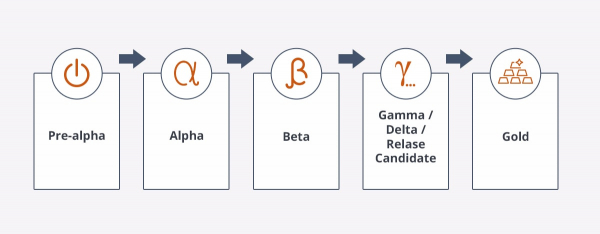 α
β
γ...
Pre-alpha
Alpha
Beta
Gamma /
Delta /
Relase
Candidate
Gold